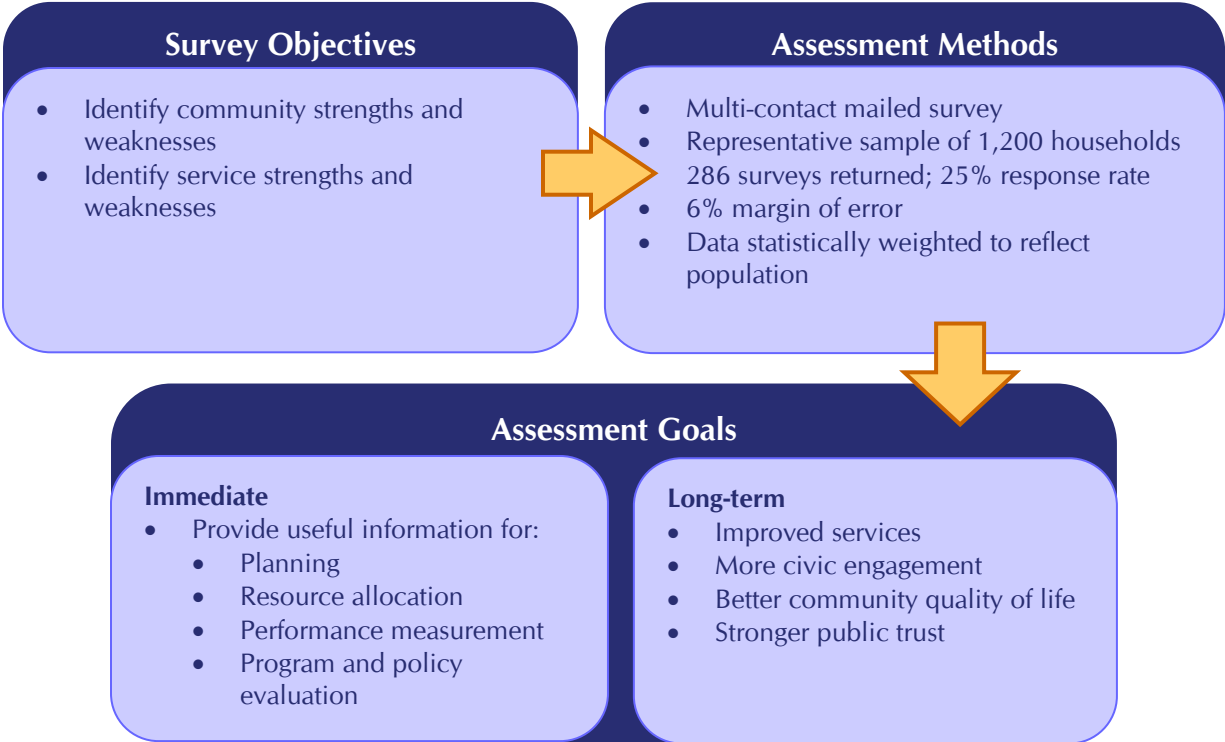 Survey Objectives
• Identify community strengths and
weaknesses
• Identify service strengths and
weaknesses
Assessment Methods
• Multi-contact mailed survey
• Representative sample of 1,200 households
286 surveys returned; 25% response rate
• 6% margin of error
• Data statistically weighted to reflect
population
Assessment Goals
Immediate
• Provide useful information for:
• Planning
• Resource allocation
• Performance measurement
• Program and policy
evaluation
Long-term
• Improved services
• More civic engagement
• Better community quality of life
• Stronger public trust